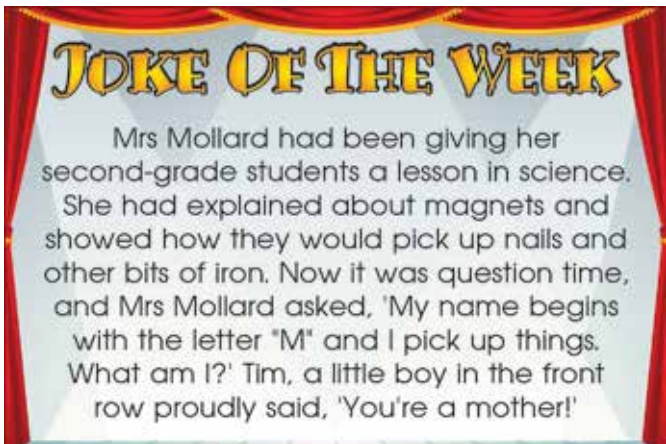 JOKE OF THE WEEK
Mrs Mollard had been giving her
second-grade students a lesson in science.
She had explained about magnets and
showed how they would pick up nails and
other bits of iron. Now it was question time,
and Mrs Mollard asked, 'My name begins
with the letter "M" and I pick up things.
What am I?' Tim, a little boy in the front
row proudly said, 'You're a mother!'